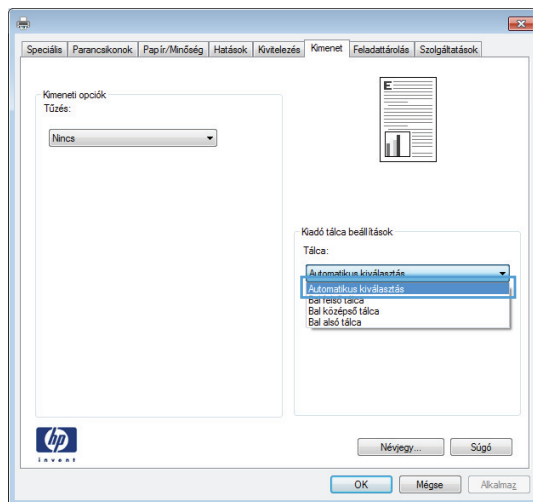 Speciális Parancsikonok Papír/Minőség Hatások Kivitelezés Kimenet Feladattárolás Szolgáltatások
Kimeneti opciók
Tűzés:
Nincs
E
Kiadó tálca beállítások
Tálca:
Automatikus kiválasztás
Automatikus kiválasztás
Bal felső tálca
Bal középső tálca
Bal alsó tálca
hp
invent
Névjegy... Súgó
OK Mégse Alkalmaz